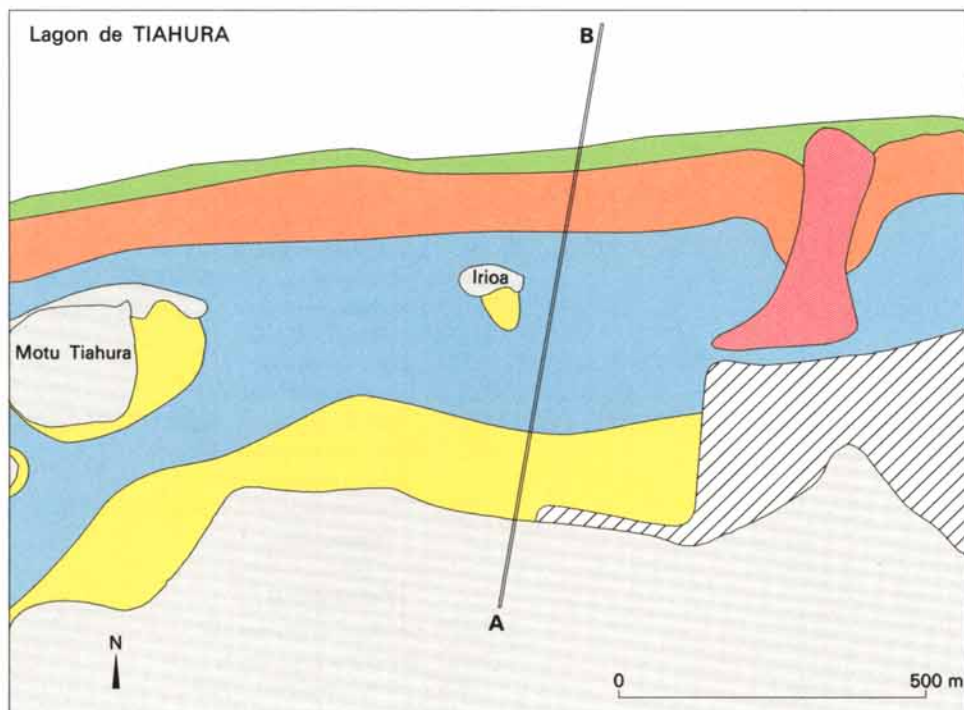 Lagon de TIAHURA
B
Irioa
Motu Tiahura
A
N
0 500 m